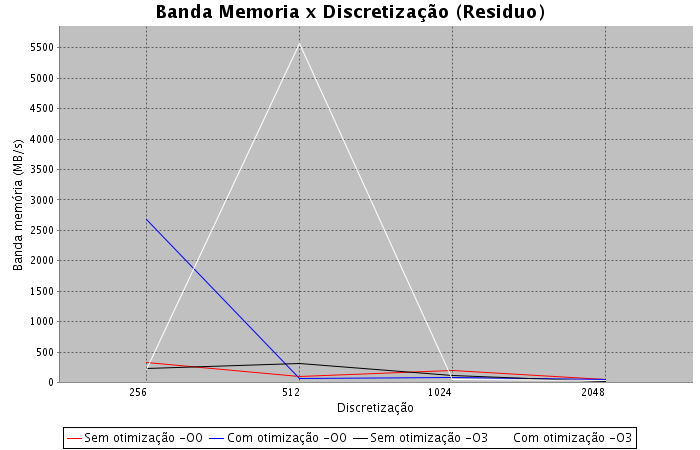 Banda Memoria x Discretização (Residuo)
Banda memória (MB/s)
5500
5000
4500
4000
3500
3000
2500
2000
1500
1000
500
0
256 512 1024 2048
Discretização
Sem otimização -O0 Com otimização -O0 Sem otimização -O3 Com otimização -O3